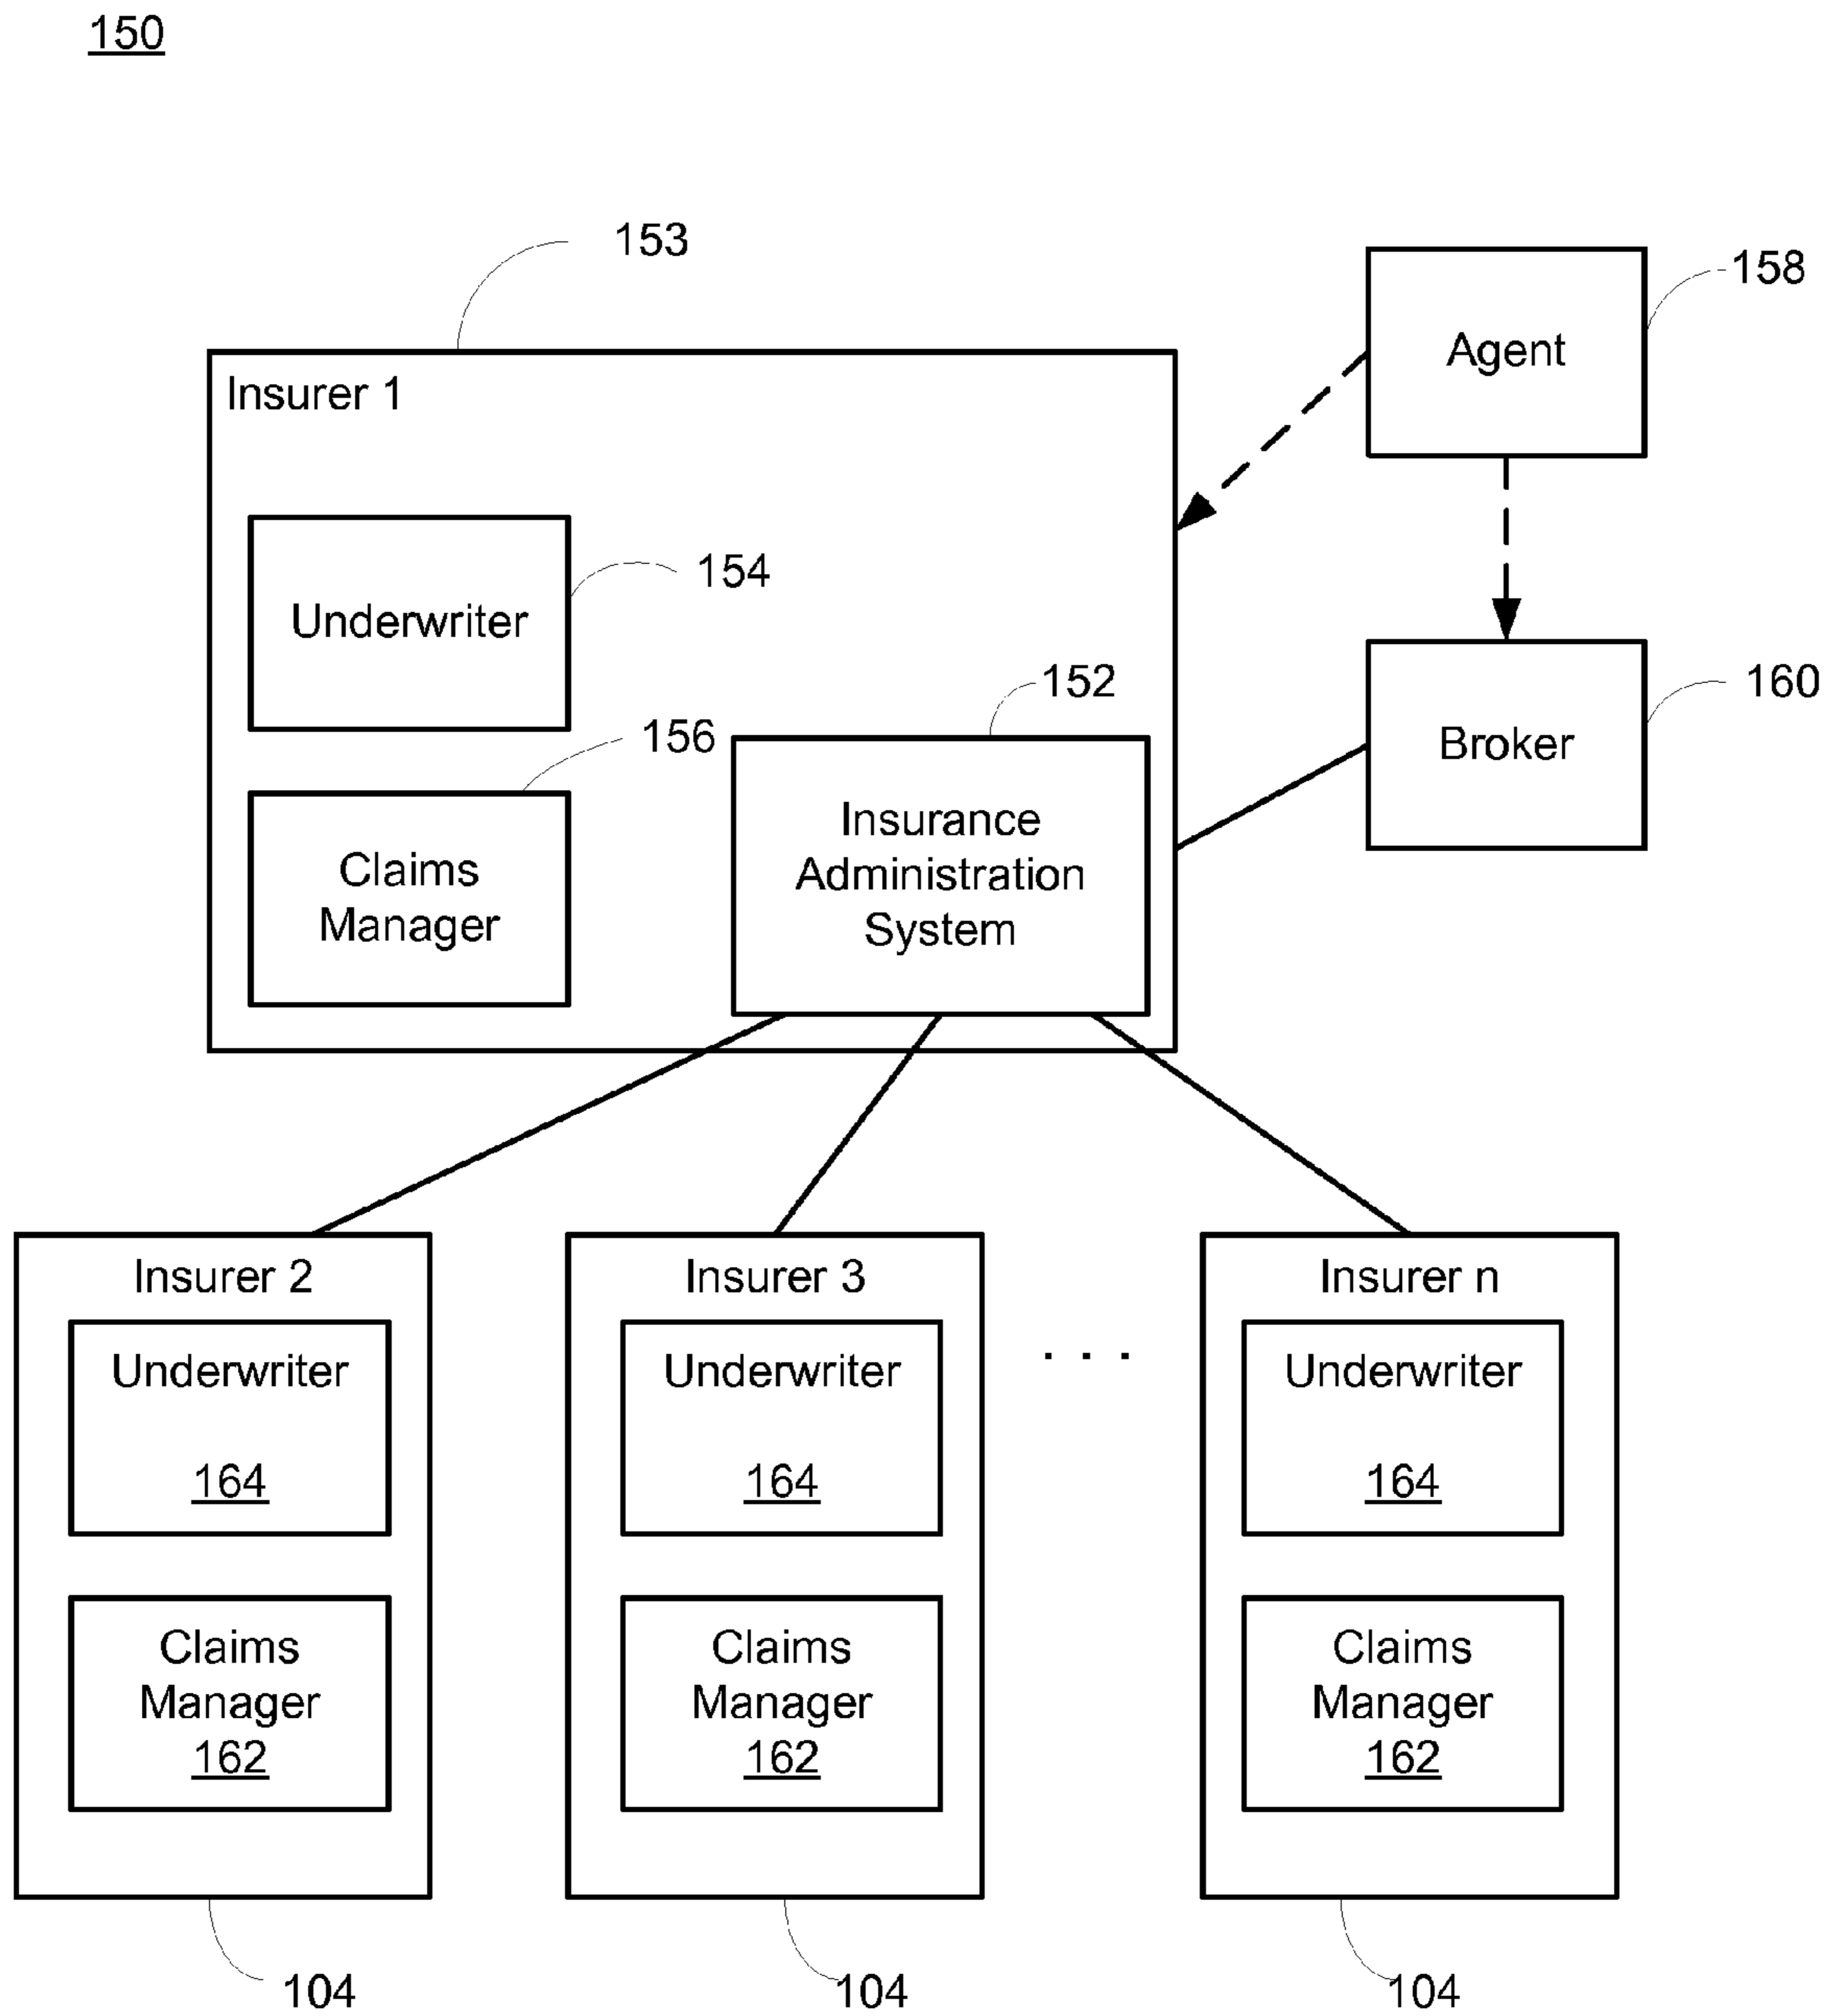 150
153
158
Insurer 1
Agent
154
Underwriter
152
160
156
Broker
Insurance
Administration
System
Claims
Manager
Insurer 2
Underwriter
164
Claims
Manager
162
104
Insurer 3
Underwriter
164
Claims
Manager
162
104
. . .
Insurer n
Underwriter
164
Claims
Manager
162
104